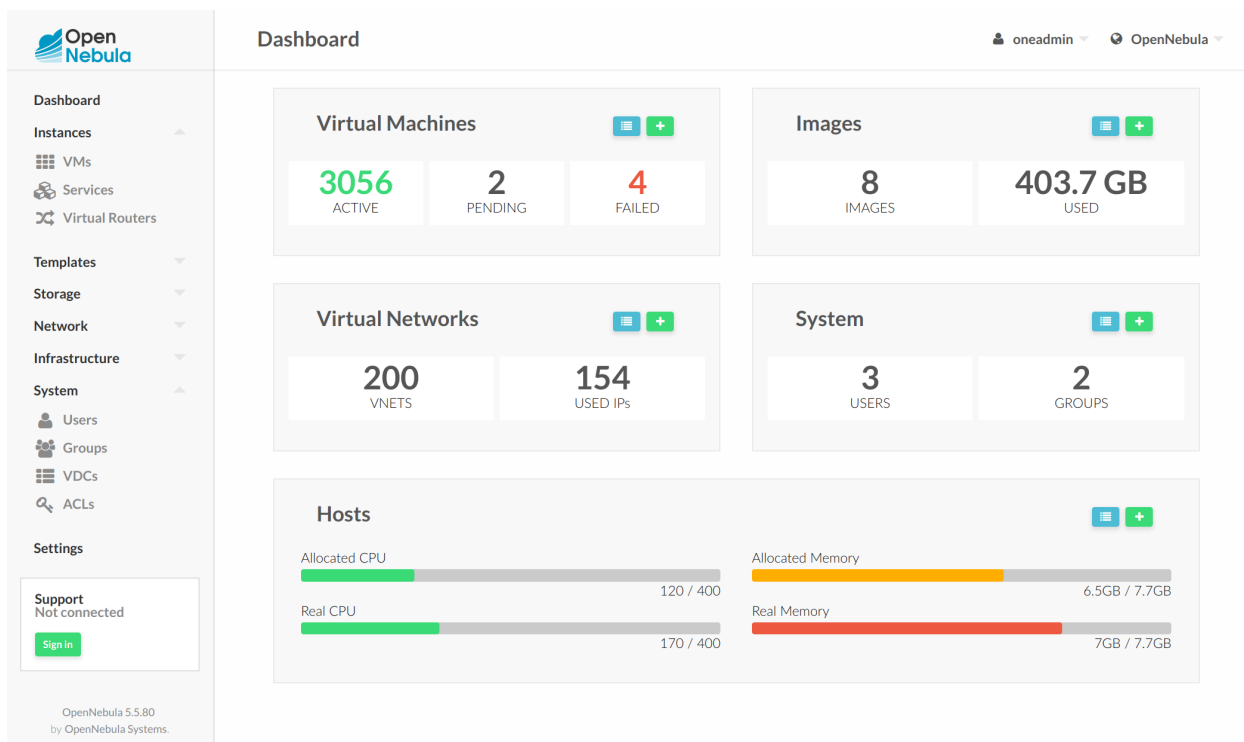 Open
Nebula
Dashboard
oneadmin
OpenNebula
Dashboard
Instances
VMs
Services
Virtual Routers
Templates
Storage
Network
Infrastructure
System
Users
Groups
VDCs
ACLs
Settings
Support
Not connected
Sign in
OpenNebula 5.5.80
by OpenNebula Systems.
Virtual Machines
3056
ACTIVE
2
PENDING
4
FAILED
Images
8
IMAGES
403.7 GB
USED
Virtual Networks
200
VNETS
154
USED IPs
System
3
USERS
2
GROUPS
Hosts
Allocated CPU
120 / 400
Real CPU
170 / 400
Allocated Memory
6.5GB / 7.7GB
Real Memory
7GB / 7.7GB